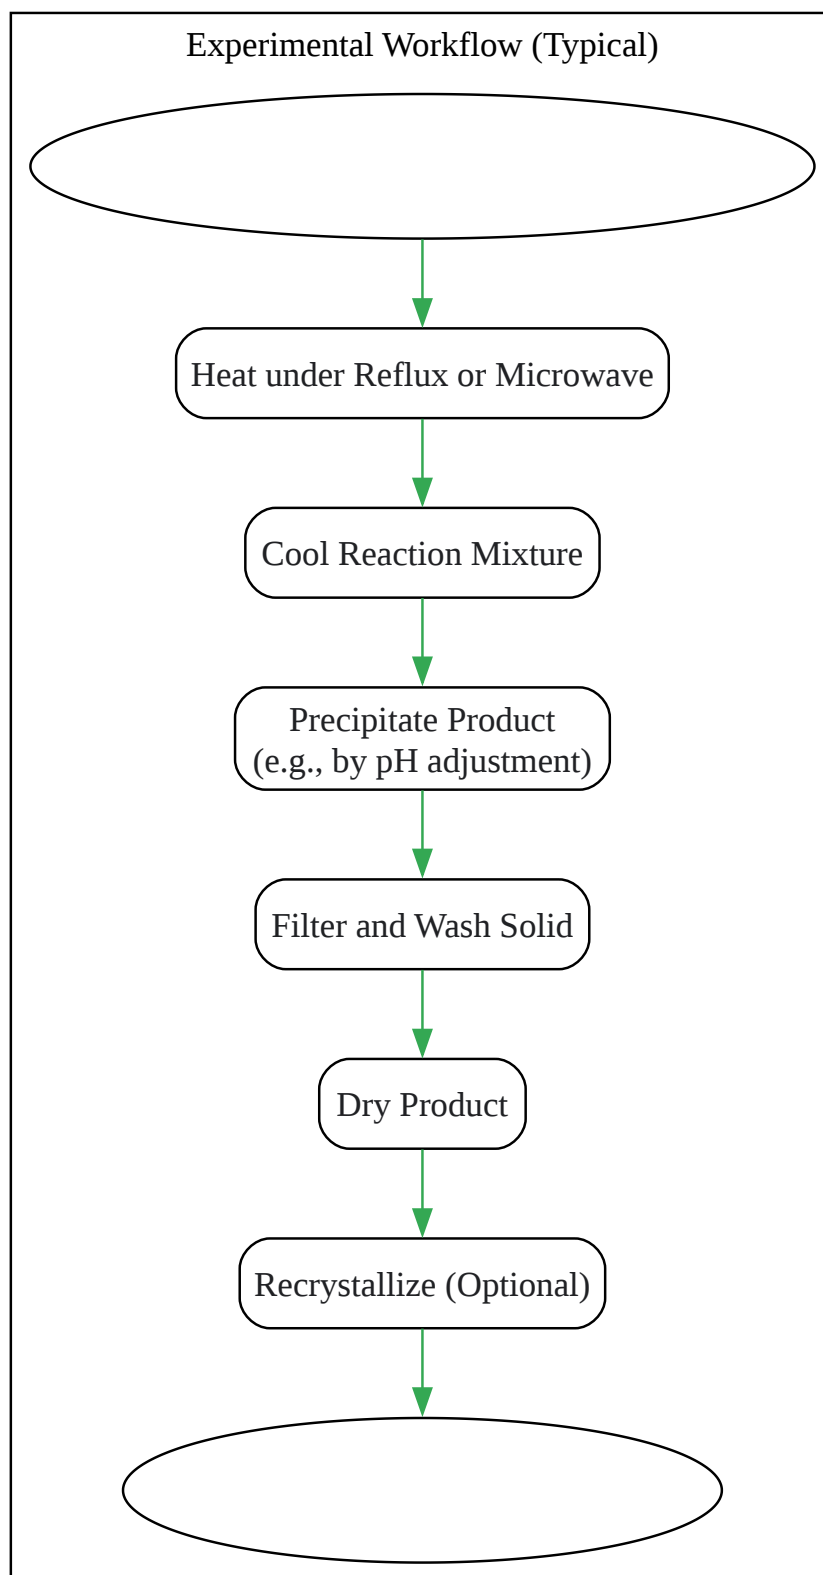 Experimental Workflow (Typical)
Heat under Reflux or Microwave
Cool Reaction Mixture
Precipitate Product
(e.g., by pH adjustment)
Filter and Wash Solid
Dry Product
Recrystallize (Optional)